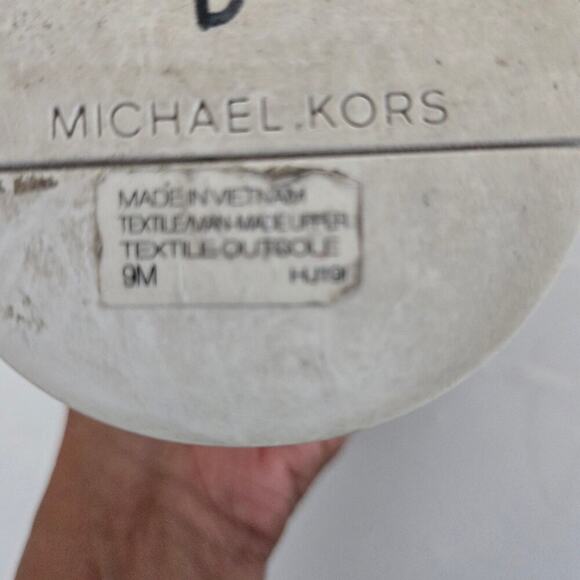 MICHAEL.KORS
MADE IN VIETNAM
TEXTILE/MAN-MADE UPPER
TEXTILE OUTSOLE
9M